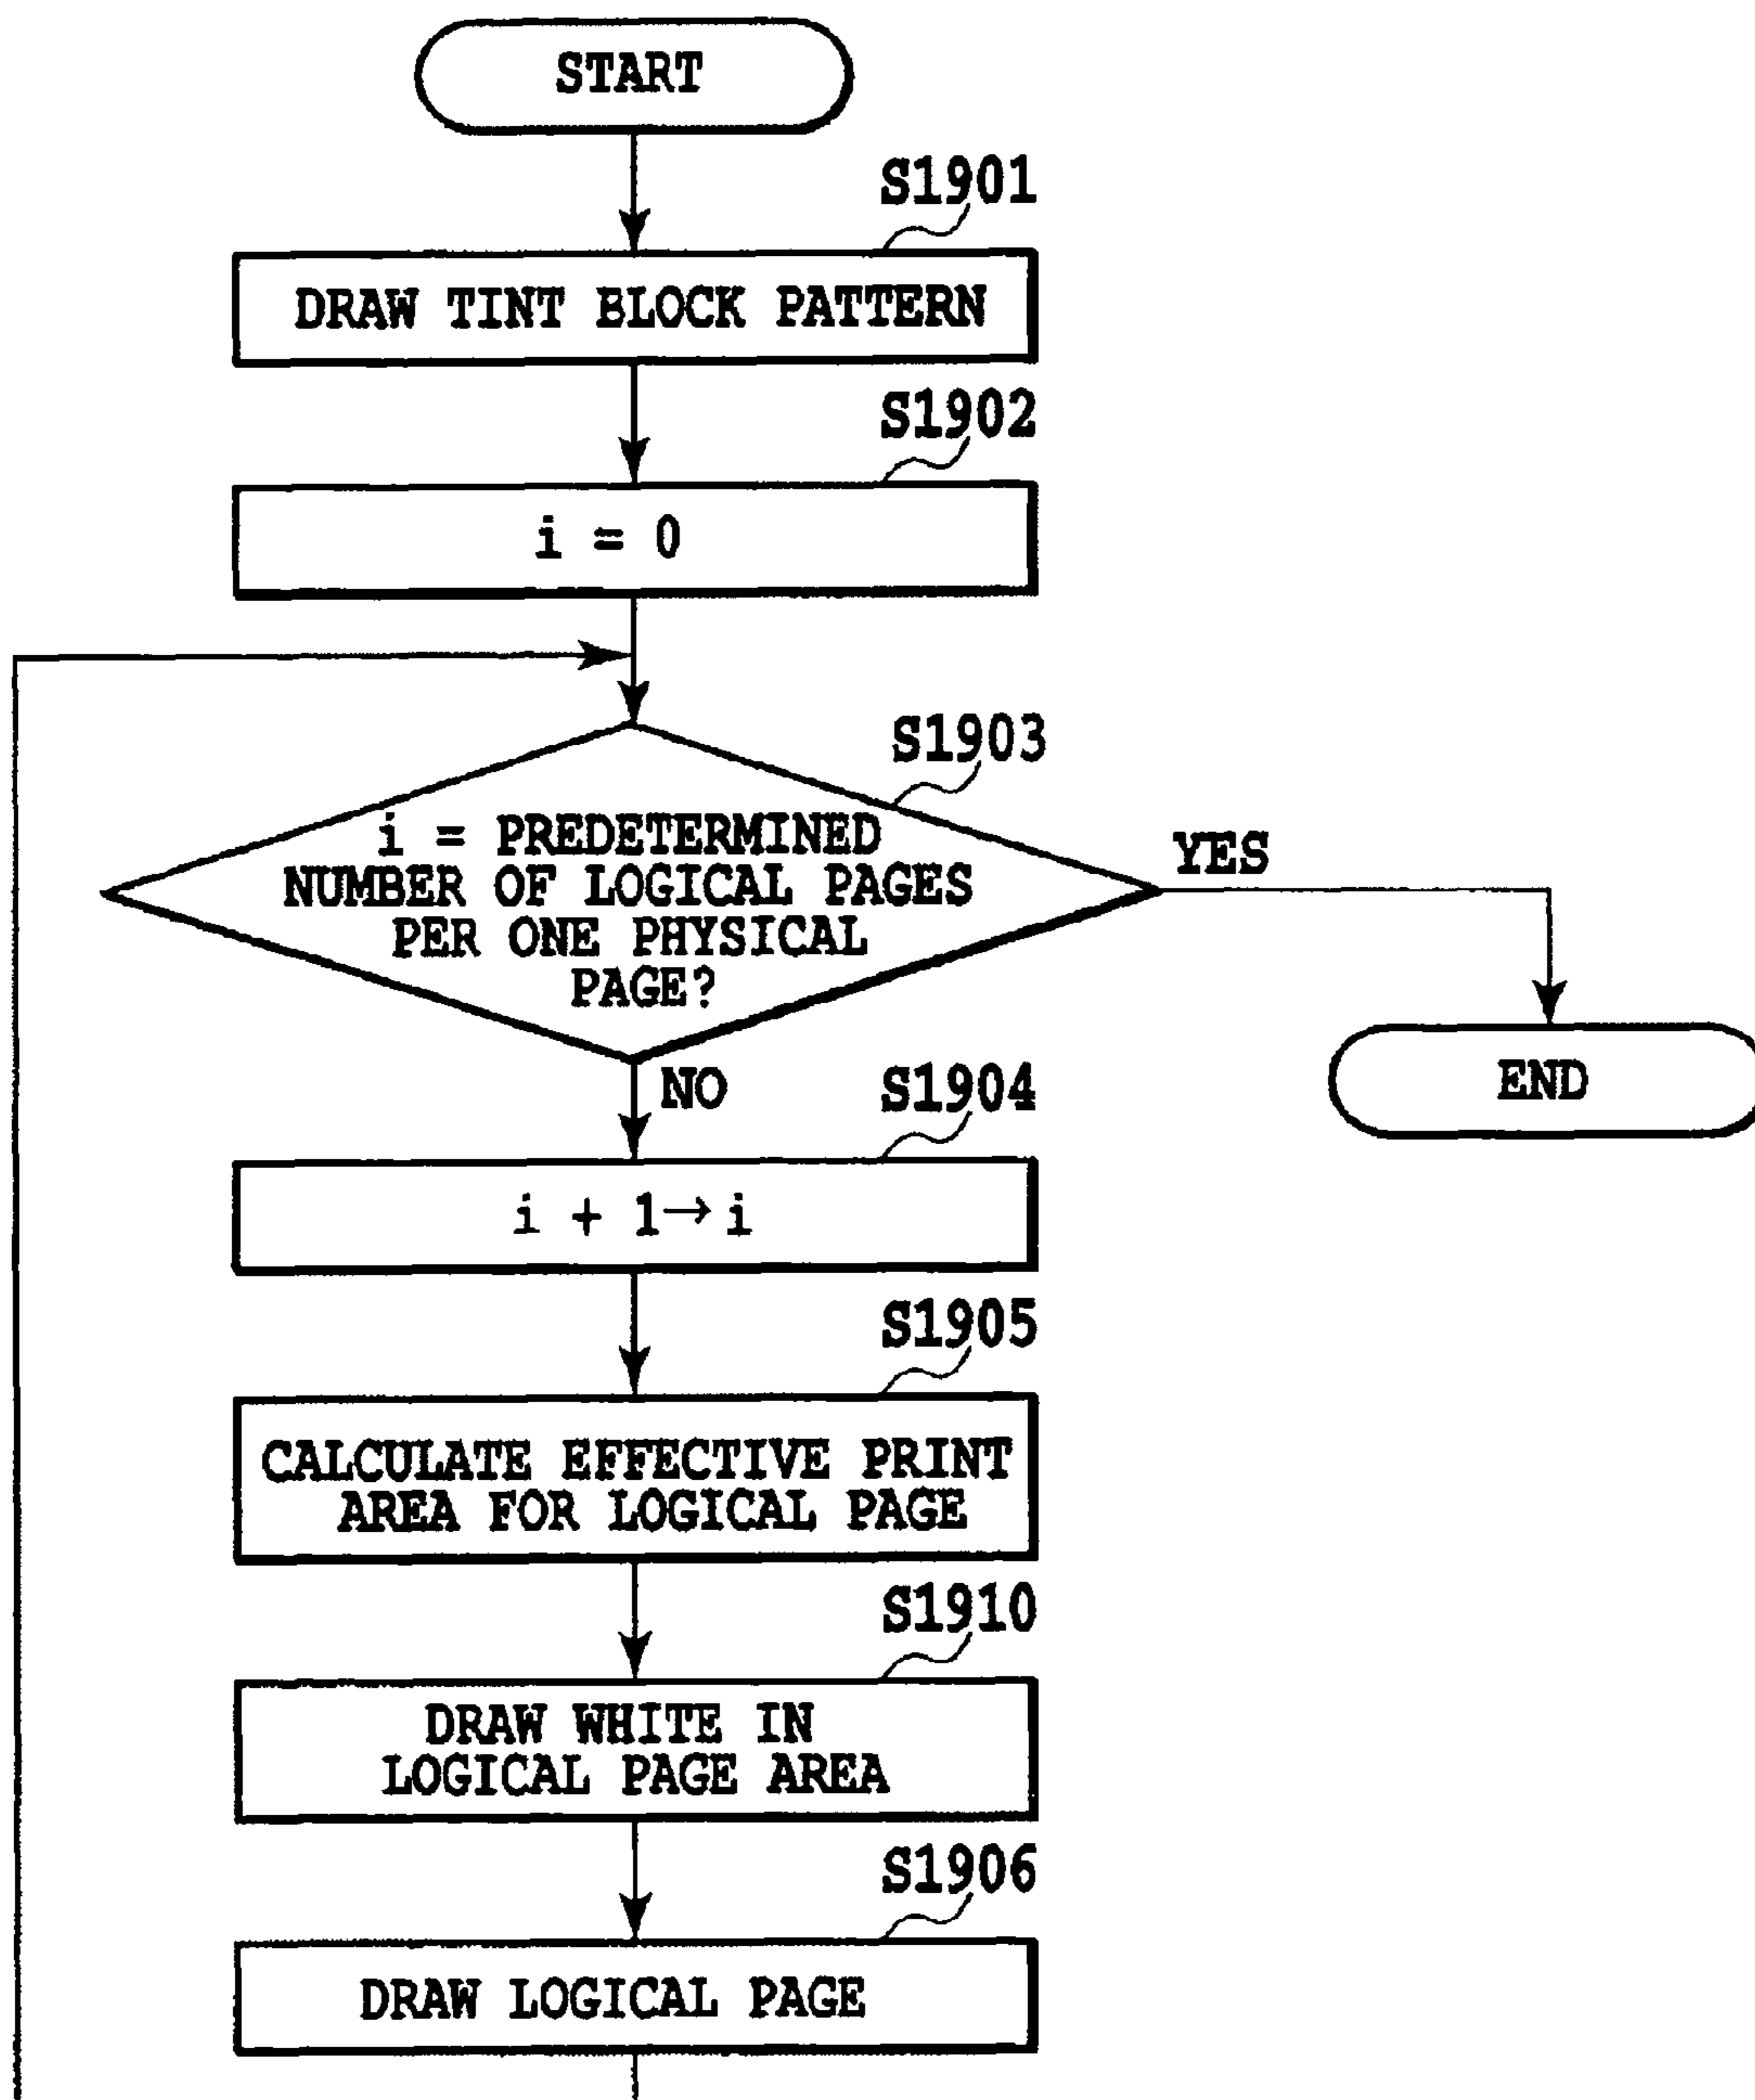 START
S1901
DRAW TINT BLOCK PATTERN
S1902
i = 0
S1903
i = PREDETERMINED
NUMBER OF LOGICAL PAGES
PER ONE PHYSICAL
PAGE?
YES
END
NO
S1904
i + 1→i
S1905
CALCULATE EFFECTIVE PRINT
AREA FOR LOGICAL PAGE
S1910
DRAW WHITE IN
LOGICAL PAGE AREA
S1906
DRAW LOGICAL PAGE